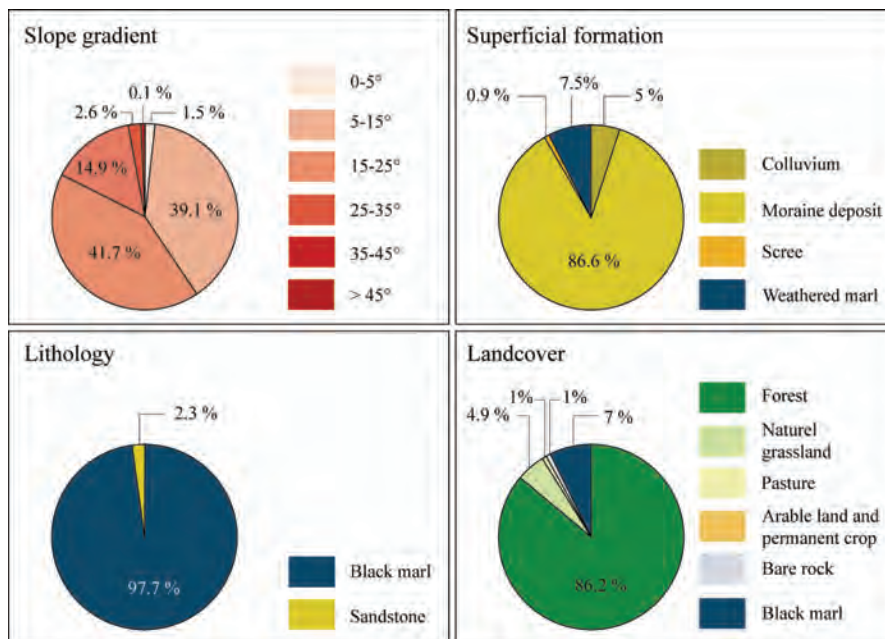 Slope gradient
0.1 %
2.6 %
1.5 %
14.9 %
39.1 %
41.7 %
0-5°
5-15°
15-25°
25-35°
35-45°
> 45°
Superficial formation
7.5%
0.9 %
5 %
86.6 %
Colluvium
Moraine deposit
Scree
Weathered marl
Lithology
2.3 %
97.7 %
Black marl
Sandstone
Landcover
1%
1%
4.9 %
7 %
86.2 %
Forest
Naturel
grassland
Pasture
Arable land and
permanent crop
Bare rock
Black marl